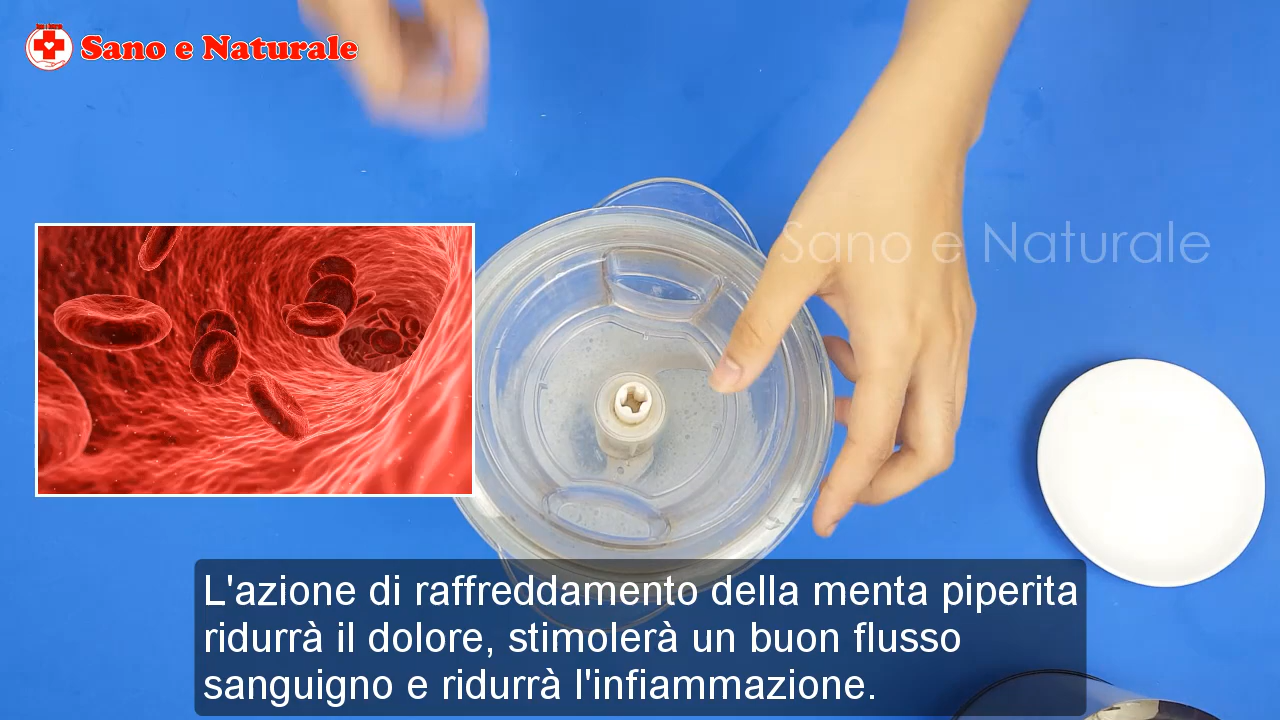 Sano e Naturale
Sano e Naturale
L'azione di raffreddamento della menta piperita
ridurrà il dolore, stimolerà un buon flusso
sanguigno e ridurrà l'infiammazione.